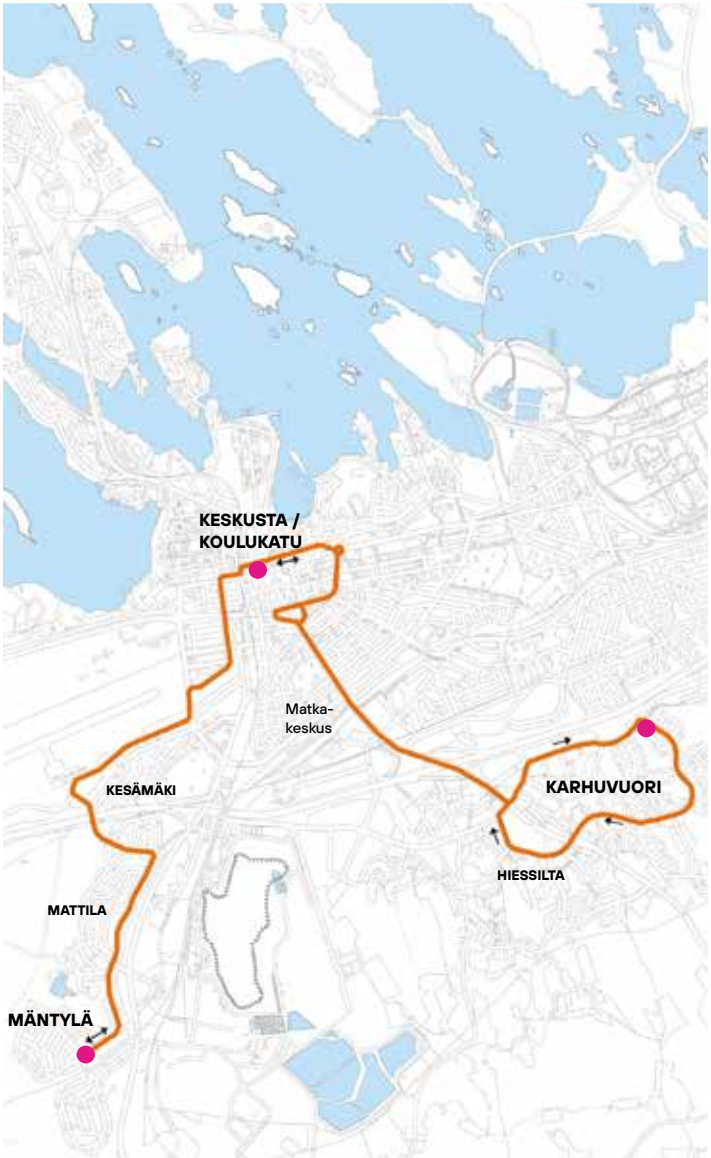 KESKUSTA /
KOULUKATU
Matka-
keskus
KESÄMÄKI
KARHUVUORI
HIESSILTA
MATTILA
MÄNTYLÄ